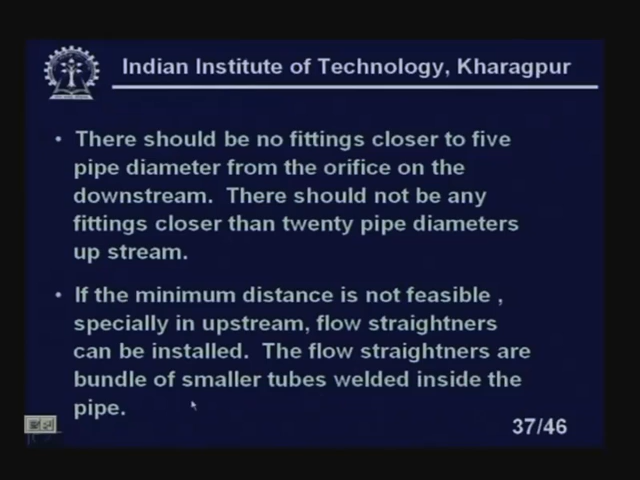 Indian Institute of Technology, Kharagpur
• There should be no fittings closer to five
pipe diameter from the orifice on the
downstream. There should not be any
fittings closer than twenty pipe diameters
up stream.
• If the minimum distance is not feasible ,
specially in upstream, flow straightners
can be installed. The flow straightners are
bundle of smaller tubes welded inside the
pipe.
37/46